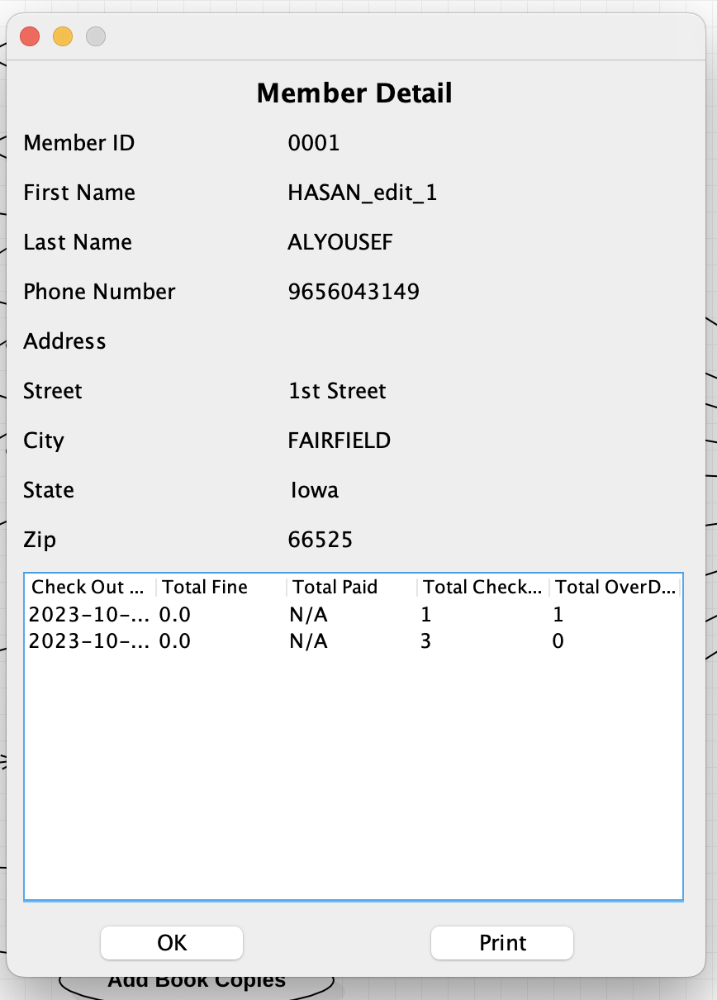 Member Detail
Member ID 0001
First Name HASAN_edit_1
Last Name ALYOUSEF
Phone Number 9656043149
Address
Street 1st Street
City FAIRFIELD
State Iowa
Zip 66525
Check Out ... Total Fine Total Paid Total Check... Total OverD...
2023-10-... 0.0 N/A 1 1
2023-10-... 0.0 N/A 3 0
OK Print
Add Book Copies